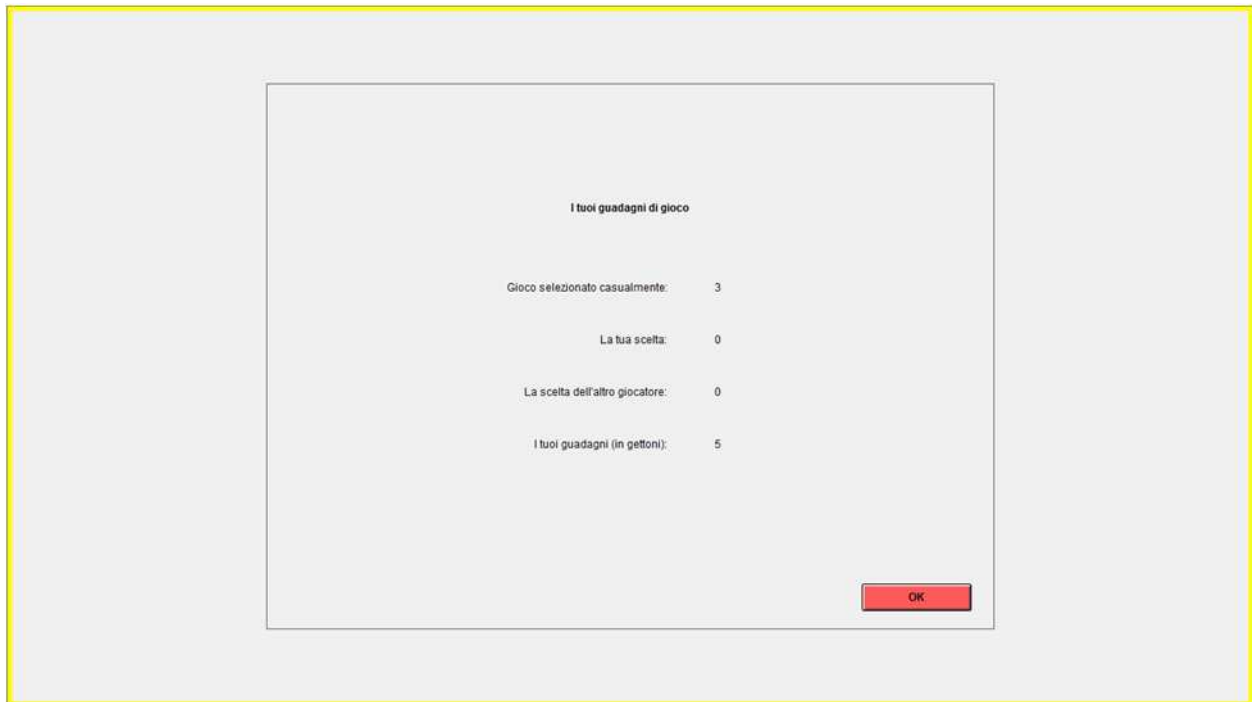 I tuoi guadagni di gioco
Gioco selezionato casualmente: 3
La tua scelta: 0
La scelta dell'altro giocatore: 0
I tuoi guadagni (in gettoni): 5
OK